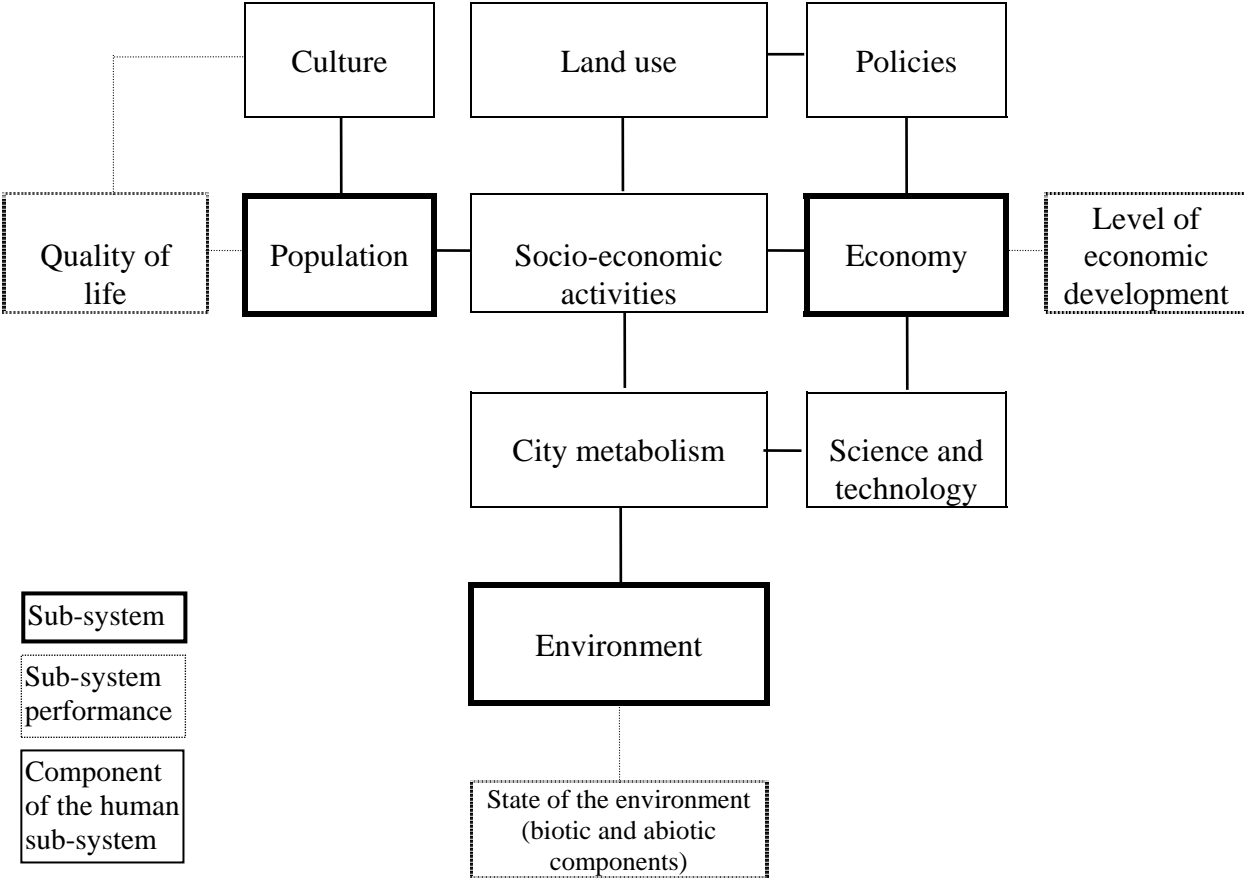 Culture
Land use
Policies
Quality of
life
Population
Socio-economic
activities
Economy
Level of
economic
development
City metabolism
Science and
technology
Sub-system
Environment
Sub-system
performance
Component
of the human
sub-system
State of the environment
(biotic and abiotic
components)